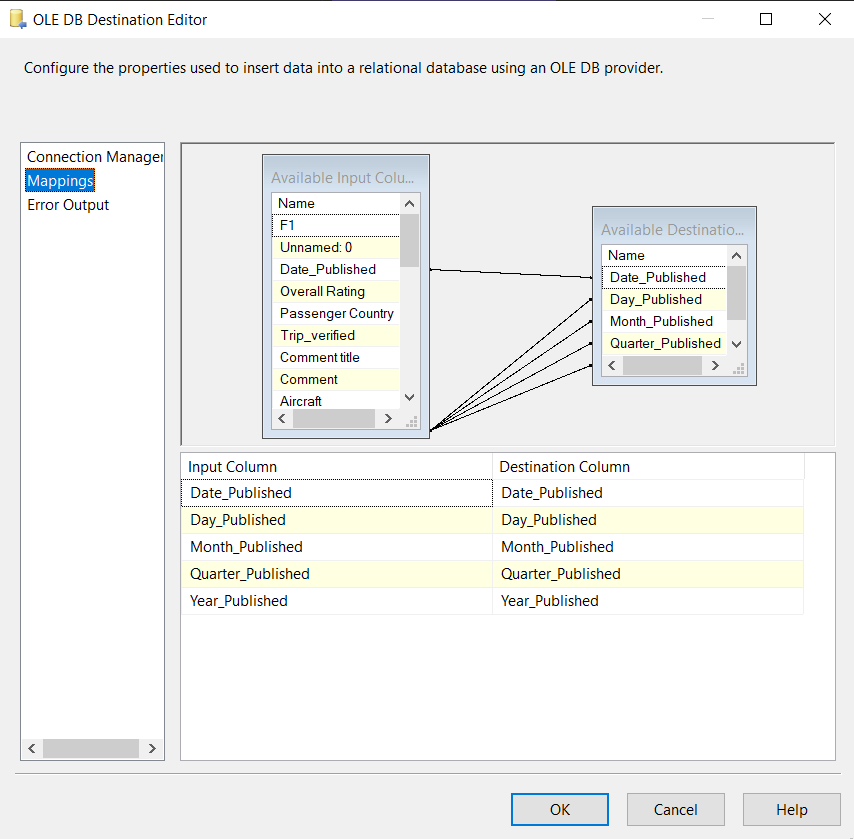 OLE DB Destination Editor
Configure the properties used to insert data into a relational database using an OLE DB provider.
Connection Manager
Mappings
Error Output
Available Input Colu...
Name
F1
Unnamed: 0
Date_Published
Overall Rating
Passenger Country
Trip_verified
Comment title
Comment
Aircraft
Available Destinatio...
Name
Date_Published
Day_Published
Month_Published
Quarter_Published
Input Column Destination Column
Date_Published Date_Published
Day_Published Day_Published
Month_Published Month_Published
Quarter_Published Quarter_Published
Year_Published Year_Published
OK Cancel Help